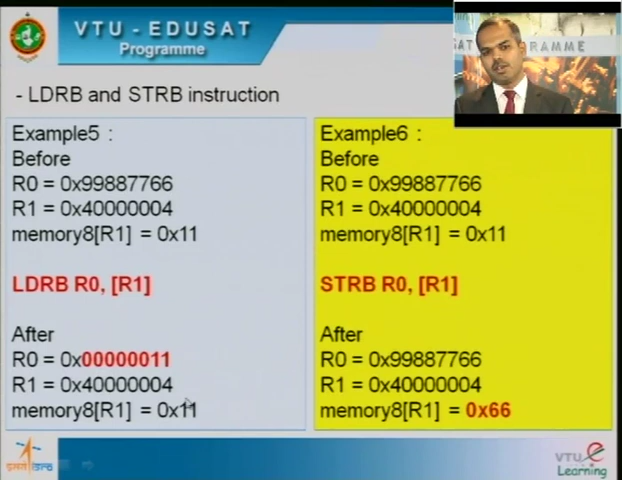 VTU - EDUSAT
Programme
SAT
RAMME
- LDRB and STRB instruction
Example5 :
Before
R0 = 0x99887766
R1 = 0x40000004
memory8[R1] = 0x11
LDRB R0, [R1]
After
R0 = 0x00000011
R1 = 0x40000004
memory8[R1] = 0x11
Example6 :
Before
R0 = 0x99887766
R1 = 0x40000004
memory8[R1] = 0x11
STRB R0, [R1]
After
R0 = 0x99887766
R1 = 0x40000004
memory8[R1] = 0x66
VTU e
Learning